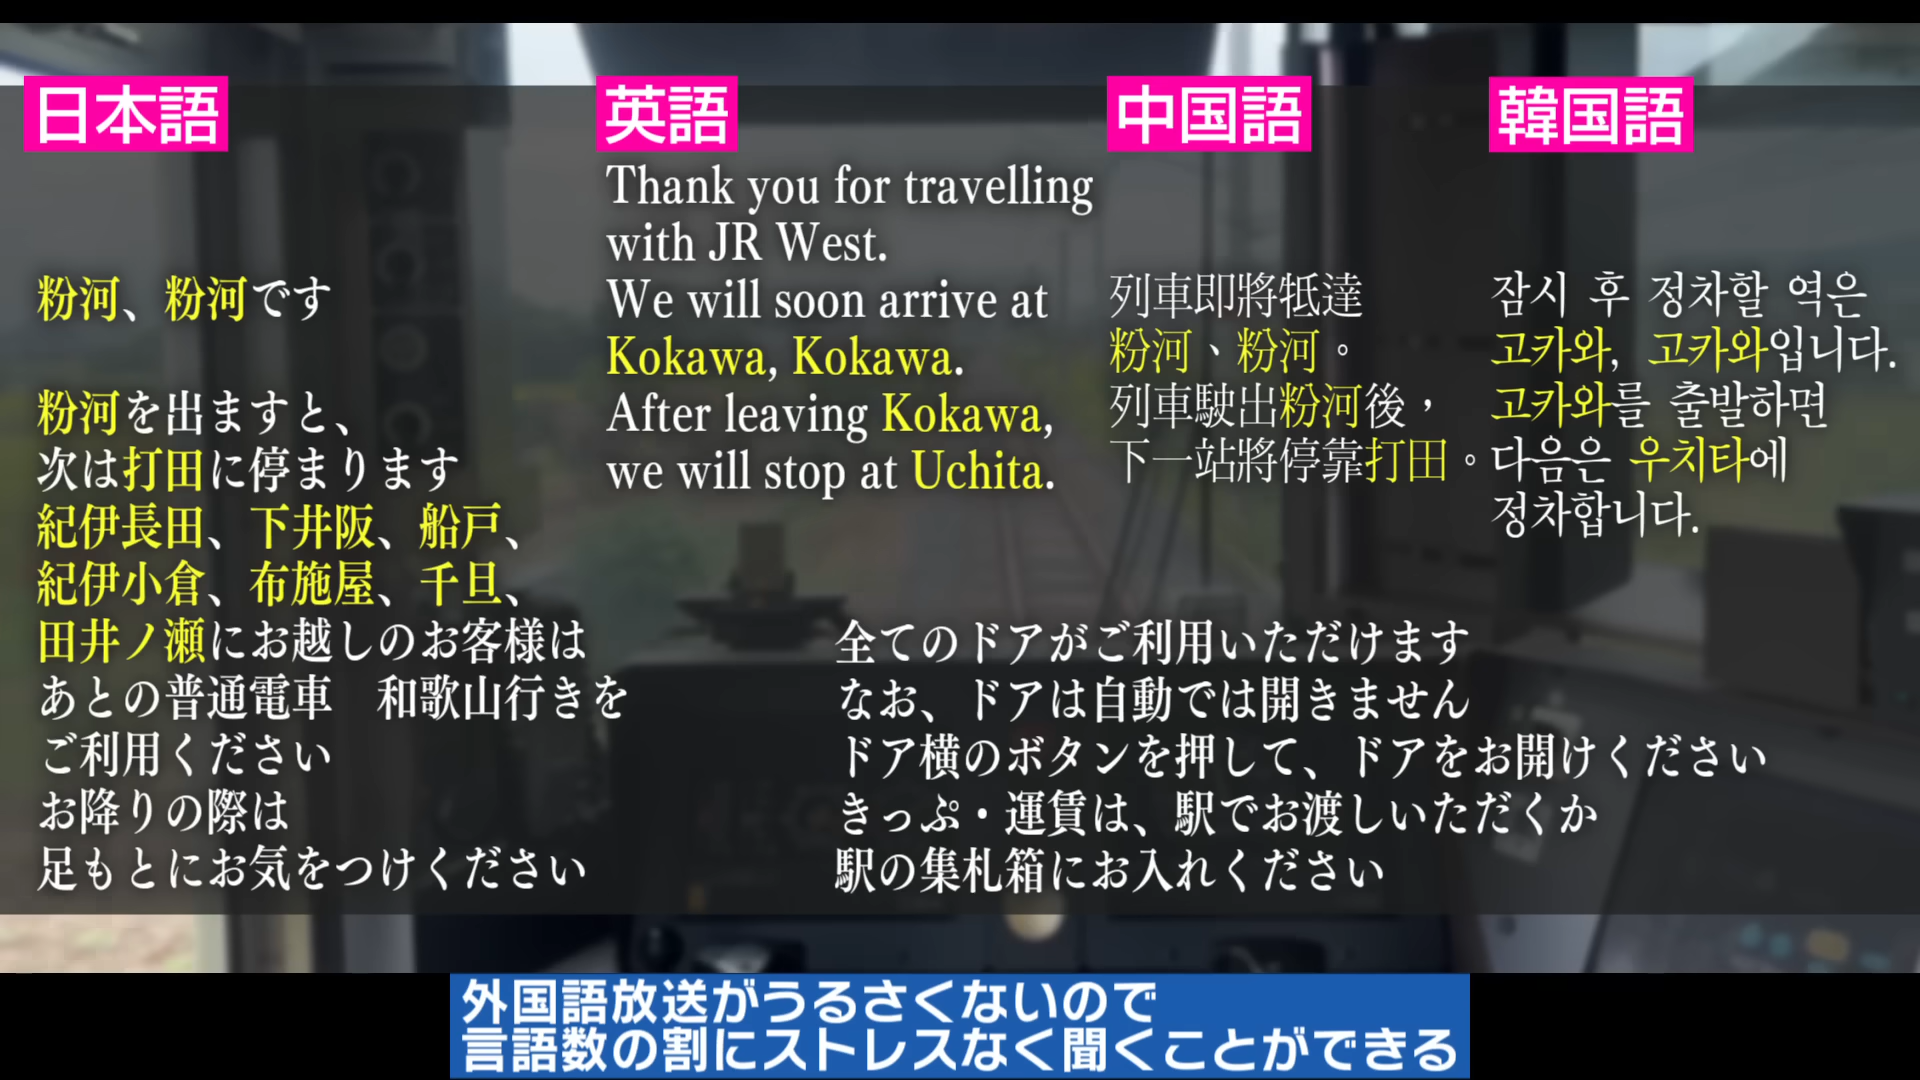 日本語
粉河、粉河です
粉河を出ますと、
次は打田に停まります
紀伊長田、下井阪、船戸、
紀伊小倉、布施屋、千旦、
田井ノ瀬にお越しのお客様は
あとの普通電車　和歌山行きを
ご利用ください
お降りの際は
足もとにお気をつけください
英語
Thank you for travelling
with JR West.
We will soon arrive at
Kokawa, Kokawa.
After leaving Kokawa,
we will stop at Uchita.
中国語
列車即將牴達
粉河、粉河。
列車駛出粉河後，
下一站將停靠打田。
韓国語
잠시 후 정차할 역은
고카와, 고카와입니다.
고카와를 출발하면
다음은 우치타에
정차합니다.
全てのドアがご利用いただけます
なお、ドアは自動では開きません
ドア横のボタンを押して、ドアをお開けください
きっぷ・運賃は、駅でお渡しいただくか
駅の集札箱にお入れください
外国語放送がうるさくないので
言語数の割にストレスなく聞くことができる